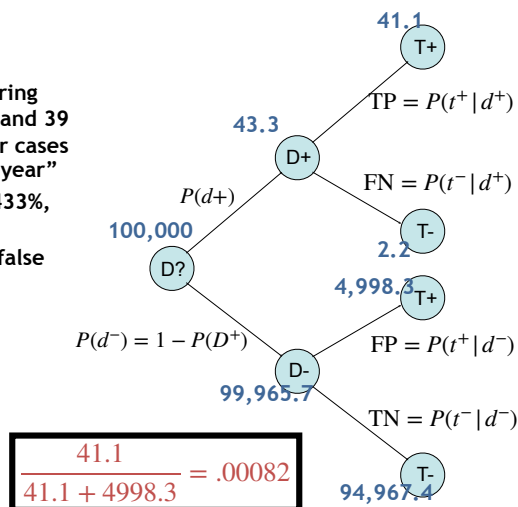 ring
and 39
r cases
year”
433%,
false
41.1
T+
TP = P(t⁺ | d⁺)
43.3
D+
FN = P(t⁻ | d⁺)
P(d+)
T-
2.2
100,000
D?
4,998.3
T+
P(d⁻) = 1 − P(D⁺)
FP = P(t⁺ | d⁻)
D-
99,965.7
TN = P(t⁻ | d⁻)
T-
94,967.4
41.1
41.1 + 4998.3
= .00082